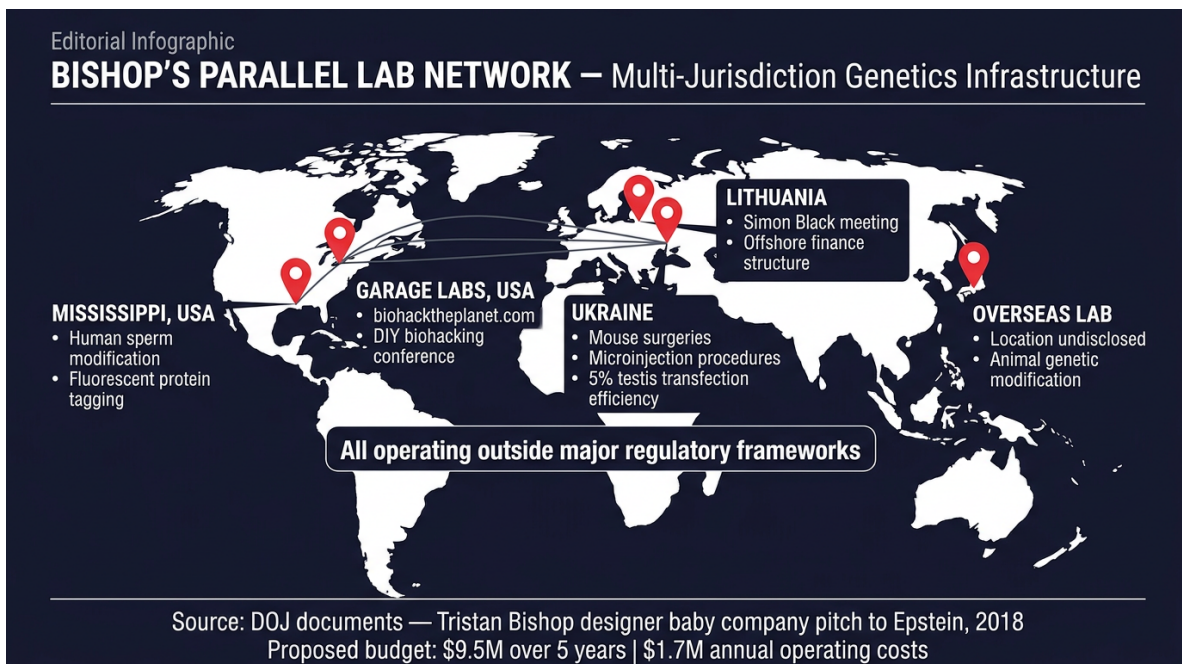 Editorial Infographic
BISHOP'S PARALLEL LAB NETWORK — Multi-Jurisdiction Genetics Infrastructure
LITHUANIA
• Simon Black meeting
• Offshore finance
structure
MISSISSIPPI, USA
• Human sperm
modification
• Fluorescent protein
tagging
GARAGE LABS, USA
• biohacktheplanet.com
• DIY biohacking
conference
UKRAINE
• Mouse surgeries
• Microinjection procedures
• 5% testis transfection
efficiency
OVERSEAS LAB
• Location undisclosed
• Animal genetic
modification
All operating outside major regulatory frameworks
Source: DOJ documents — Tristan Bishop designer baby company pitch to Epstein, 2018
Proposed budget: $9.5M over 5 years | $1.7M annual operating costs